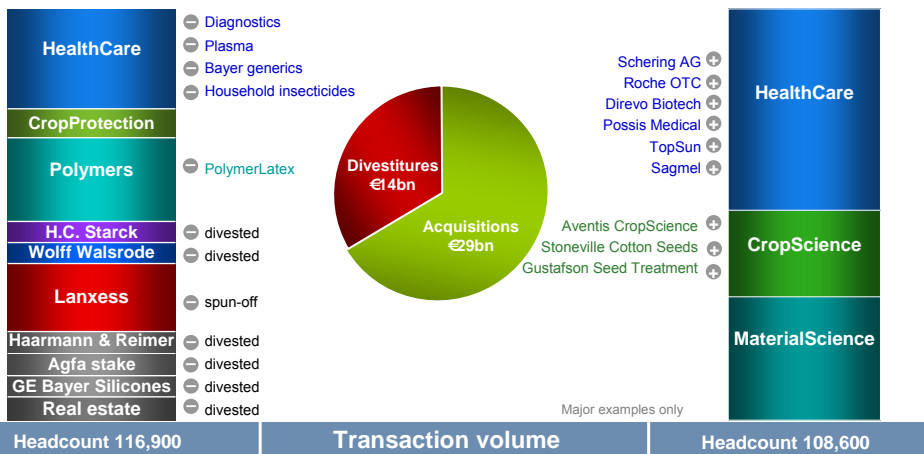 HealthCare
Diagnostics
Plasma
Bayer generics
Household insecticides
CropProtection
Polymers
PolymerLatex
H.C. Starck
divested
Wolff Walsrode
divested
Lanxess
spun-off
Haarmann & Reimer
divested
Agfa stake
divested
GE Bayer Silicones
divested
Real estate
divested
Divestitures
€14bn
Acquisitions
€29bn
Schering AG
Roche OTC
Direvo Biotech
Possis Medical
TopSun
Sagmel
HealthCare
Aventis CropScience
Stoneville Cotton Seeds
Gustafson Seed Treatment
CropScience
MaterialScience
Major examples only
Headcount 116,900
Transaction volume
Headcount 108,600